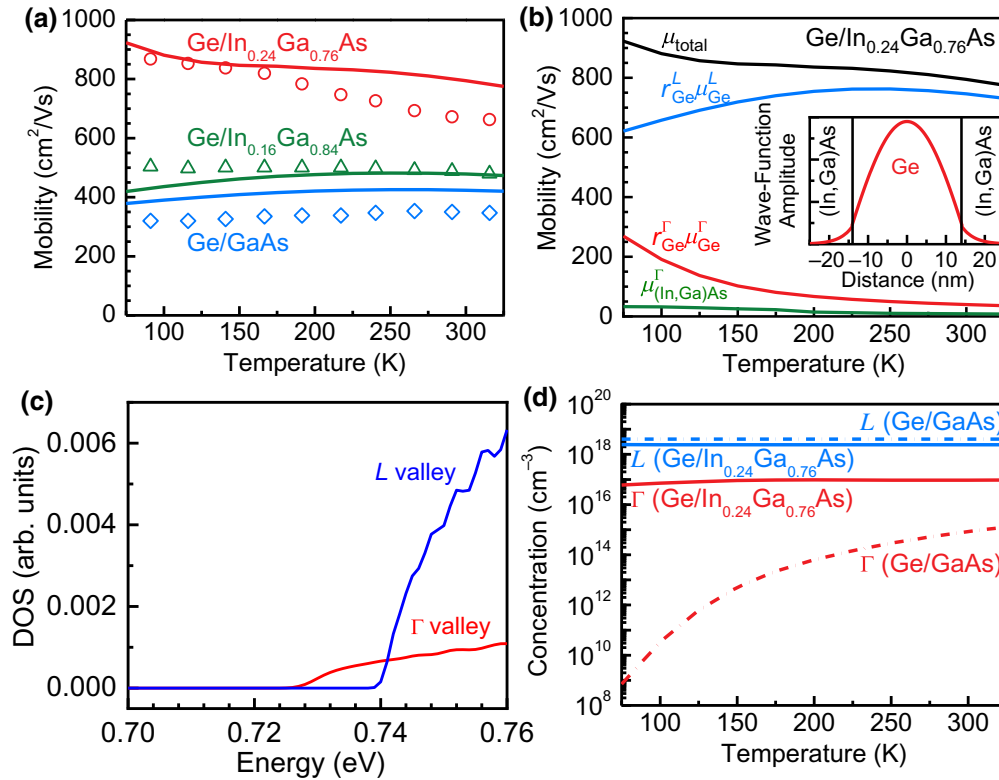 (a)
1000
800
600
400
200
0
Mobility (cm²/Vs)
Ge/In₀.₂₄Ga₀.₇₆As
Ge/In₀.₁₆Ga₀.₈₄As
Ge/GaAs
100 150 200 250 300
Temperature (K)
(b)
1000
800
600
400
200
0
Mobility (cm²/Vs)
Ge/In₀.₂₄Ga₀.₇₆As
μ_total
r^L_Ge μ^L_Ge
r^Γ_Ge μ^Γ_Ge
μ^Γ_(In,Ga)As
Wave-Function
Amplitude
(In,Ga)As
Ge
(In,Ga)As
−20 −10 0 10 20
Distance (nm)
100 150 200 250 300
Temperature (K)
(c)
0.006
0.004
0.002
0.000
DOS (arb. units)
L valley
Γ valley
0.70 0.72 0.74 0.76
Energy (eV)
(d)
10²⁰
10¹⁸
10¹⁶
10¹⁴
10¹²
10¹⁰
10⁸
Concentration (cm⁻³)
L (Ge/GaAs)
L (Ge/In₀.₂₄Ga₀.₇₆As)
Γ (Ge/In₀.₂₄Ga₀.₇₆As)
Γ (Ge/GaAs)
100 150 200 250 300
Temperature (K)